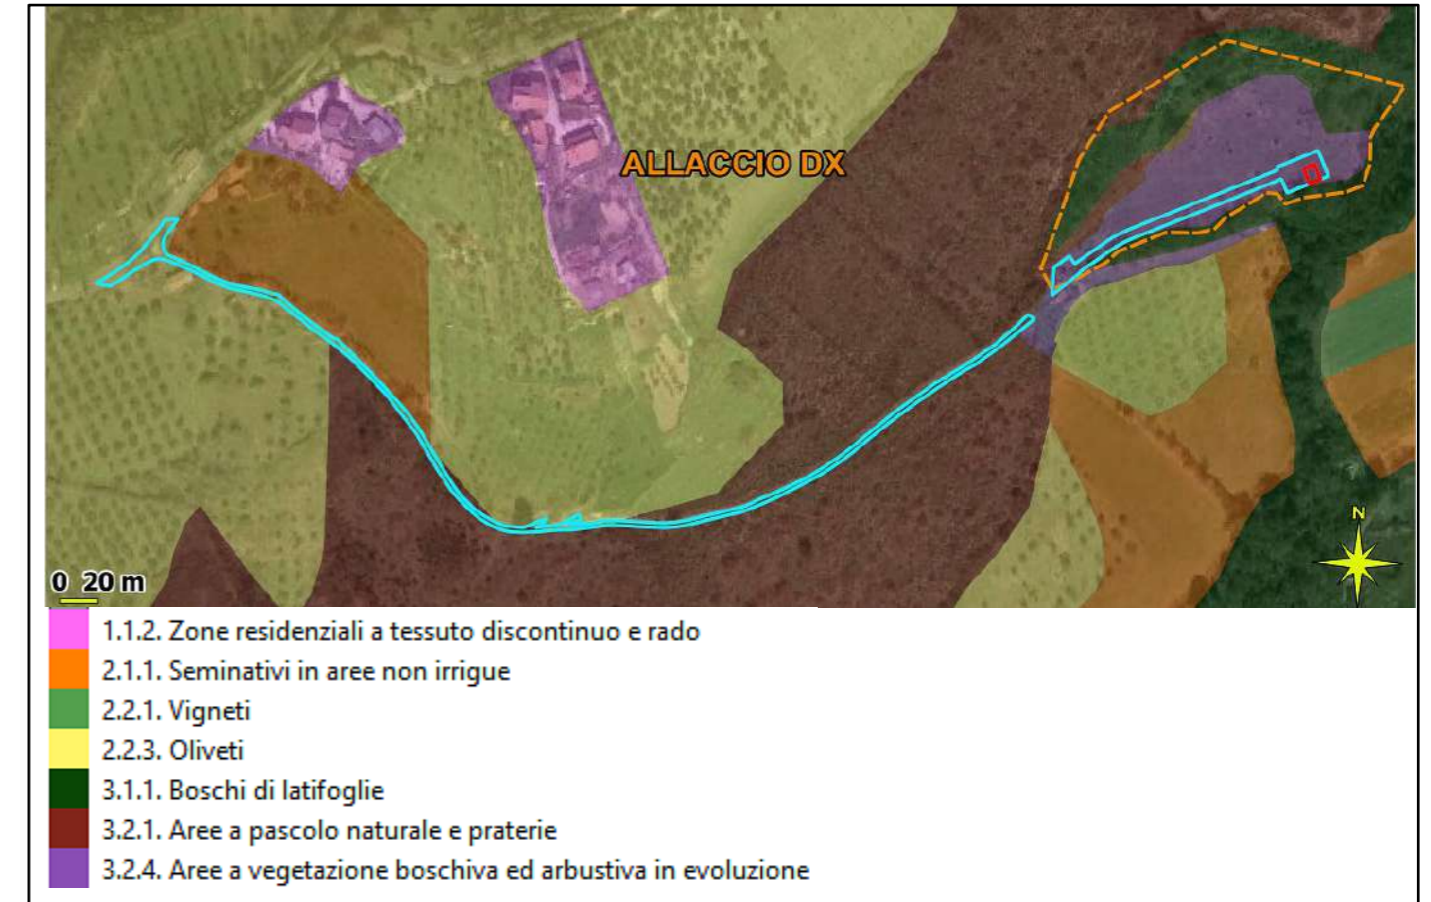 ALLACCIO DX
D
N
0 20 m
1.1.2. Zone residenziali a tessuto discontinuo e rado
2.1.1. Seminativi in aree non irrigue
2.2.1. Vigneti
2.2.3. Oliveti
3.1.1. Boschi di latifoglie
3.2.1. Aree a pascolo naturale e praterie
3.2.4. Aree a vegetazione boschiva ed arbustiva in evoluzione